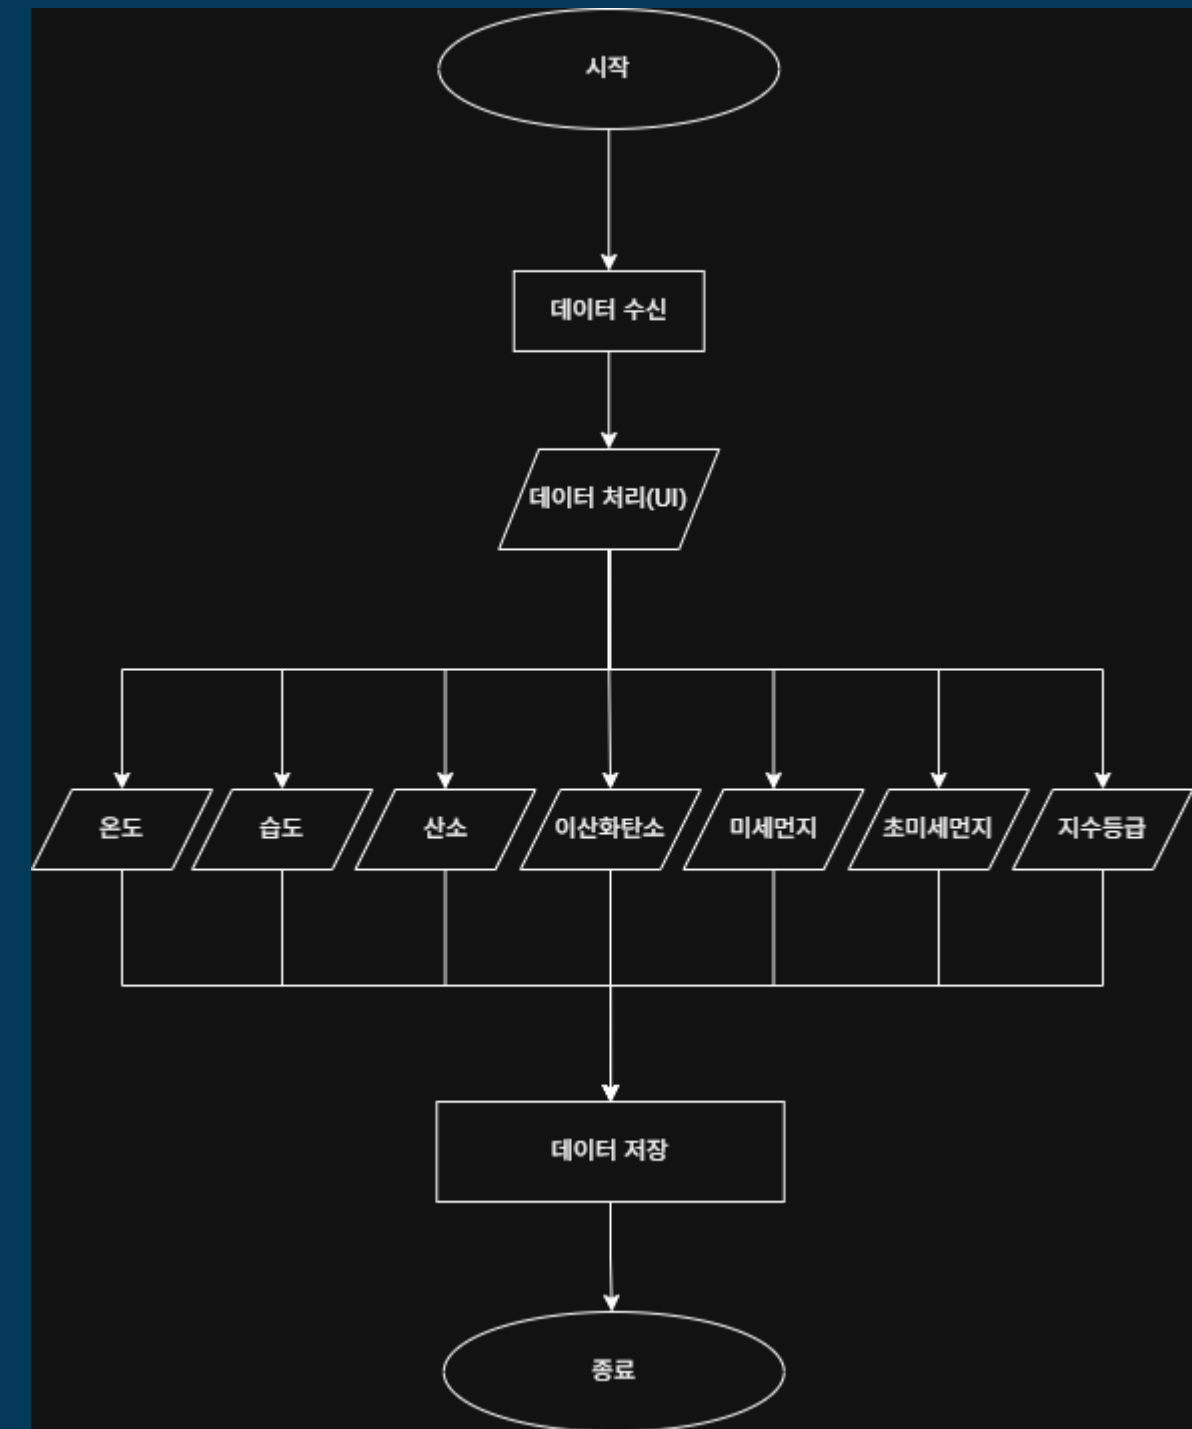 시작
데이터 수신
데이터 처리(UI)
온도
습도
산소
이산화탄소
미세먼지
초미세먼지
지수등급
데이터 저장
종료